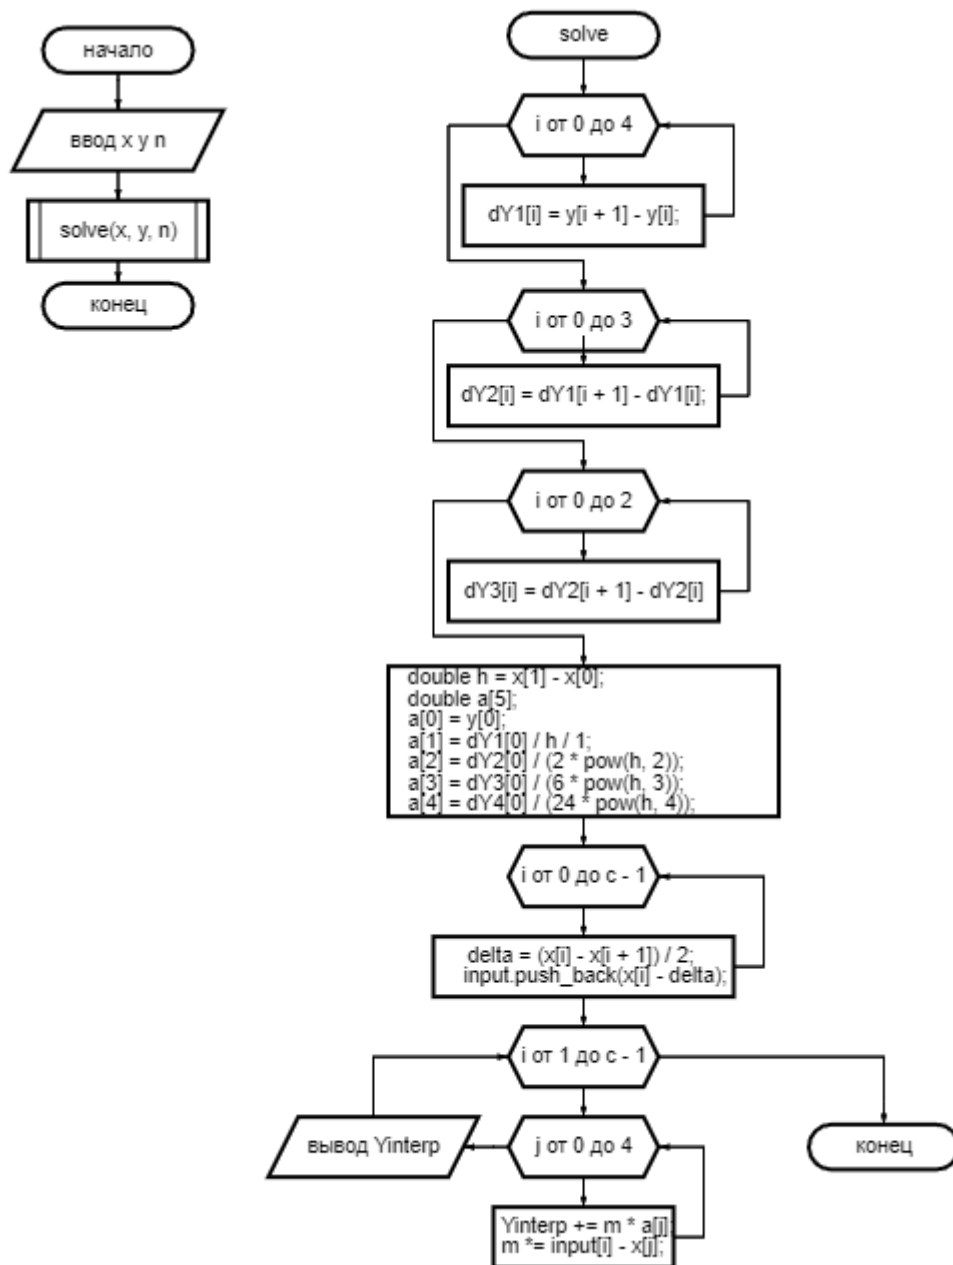 начало
ввод x y n
solve(x, y, n)
конец
solve
i от 0 до 4
dY1[i] = y[i + 1] - y[i];
i от 0 до 3
dY2[i] = dY1[i + 1] - dY1[i];
i от 0 до 2
dY3[i] = dY2[i + 1] - dY2[i]
double h = x[1] - x[0];
double a[5];
a[0] = y[0];
a[1] = dY1[0] / h / 1;
a[2] = dY2[0] / (2 * pow(h, 2));
a[3] = dY3[0] / (6 * pow(h, 3));
a[4] = dY4[0] / (24 * pow(h, 4));
i от 0 до c - 1
delta = (x[i] - x[i + 1]) / 2;
input.push_back(x[i] - delta);
i от 1 до c - 1
вывод Yinterp
j от 0 до 4
конец
Yinterp += m * a[j];
m *= input[i] - x[j];